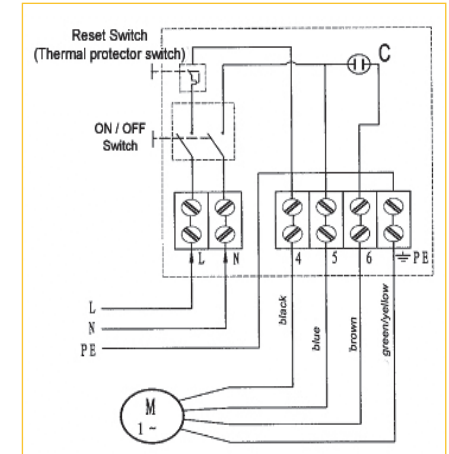 Reset Switch
(Thermal protector switch)
C
ON / OFF
Switch
L N 4 5 6 PE
L
N
PE
black
blue
brown
green/yellow
M
1 ~